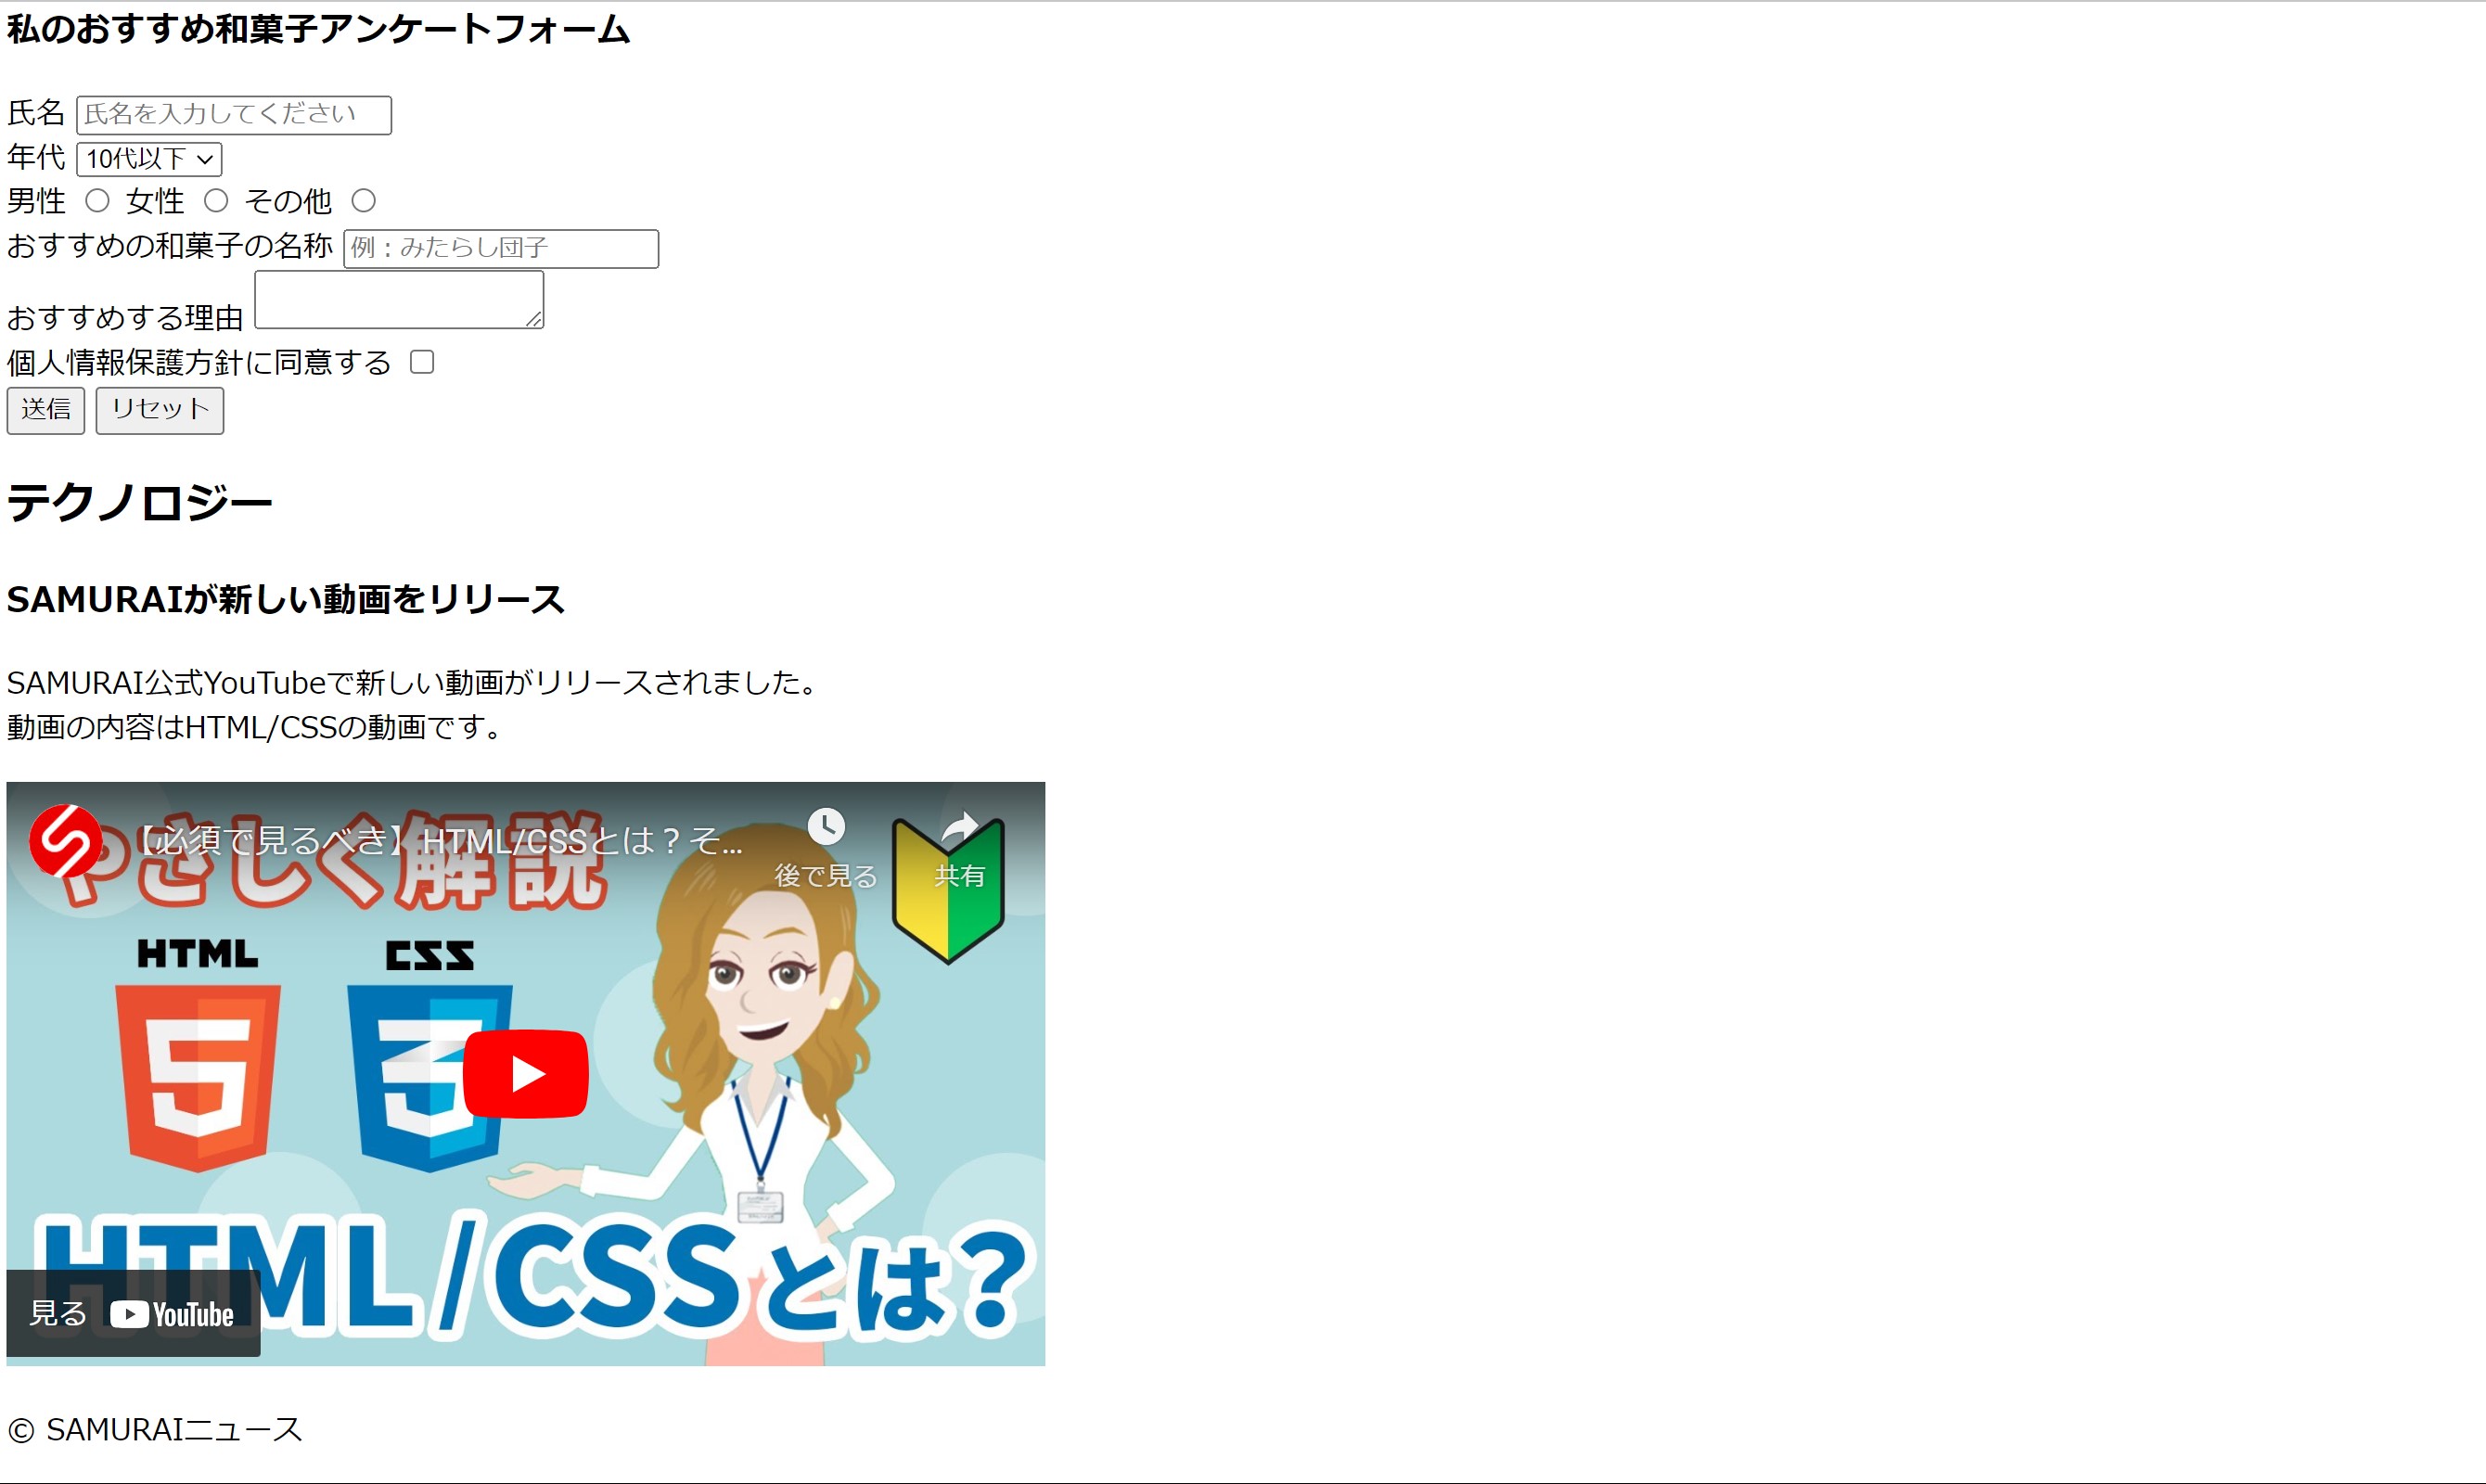 私のおすすめ和菓子アンケートフォーム
氏名 氏名を入力してください
年代 10代以下
男性 女性 その他
おすすめの和菓子の名称 例：みたらし団子
おすすめする理由
個人情報保護方針に同意する
送信 リセット
テクノロジー
SAMURAIが新しい動画をリリース
SAMURAI公式YouTubeで新しい動画がリリースされました。
動画の内容はHTML/CSSの動画です。
【必須で見るべき】HTML/CSSとは？そ...
後で見る 共有
やさしく解説
HTML CSS
HTML/CSSとは？
見る YouTube
© SAMURAIニュース